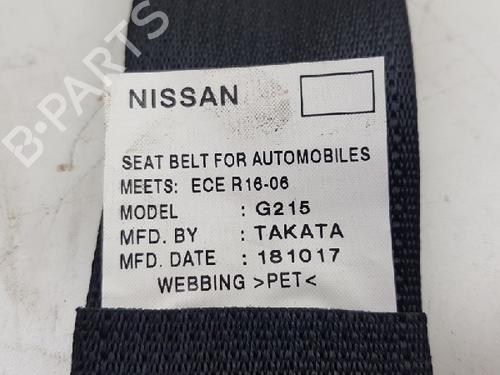 NISSAN
SEAT BELT FOR AUTOMOBILES
MEETS: ECE R16-06
MODEL : G215
MFD. BY : TAKATA
MFD. DATE : 181017
WEBBING >PET<
B-PARTS